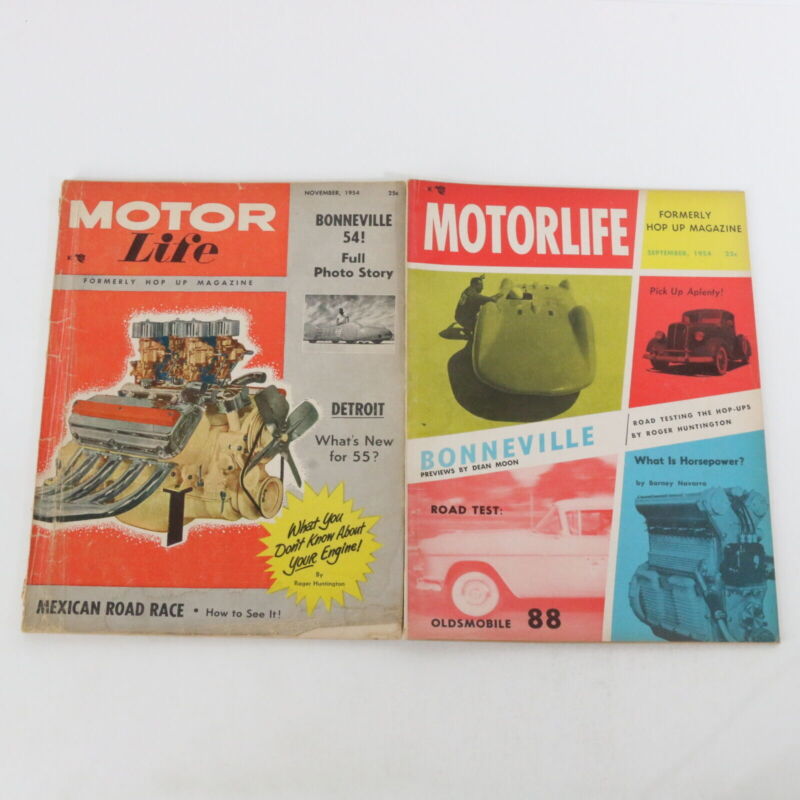 NOVEMBER, 1954 25c
MOTOR
Life
K
FORMERLY HOP UP MAGAZINE
BONNEVILLE
54!
Full
Photo Story
DETROIT
What's New
for 55?
What You
Don't Know About
YOUR Engine!
By
Roger Huntington
MEXICAN ROAD RACE • How to See It!
K
MOTORLIFE
FORMERLY
HOP UP MAGAZINE
SEPTEMBER, 1954 25c
Pick Up Aplenty!
ROAD TESTING THE HOP-UPS
BY ROGER HUNTINGTON
BONNEVILLE
PREVIEWS BY DEAN MOON
What Is Horsepower?
by Barney Navarro
ROAD TEST:
OLDSMOBILE 88